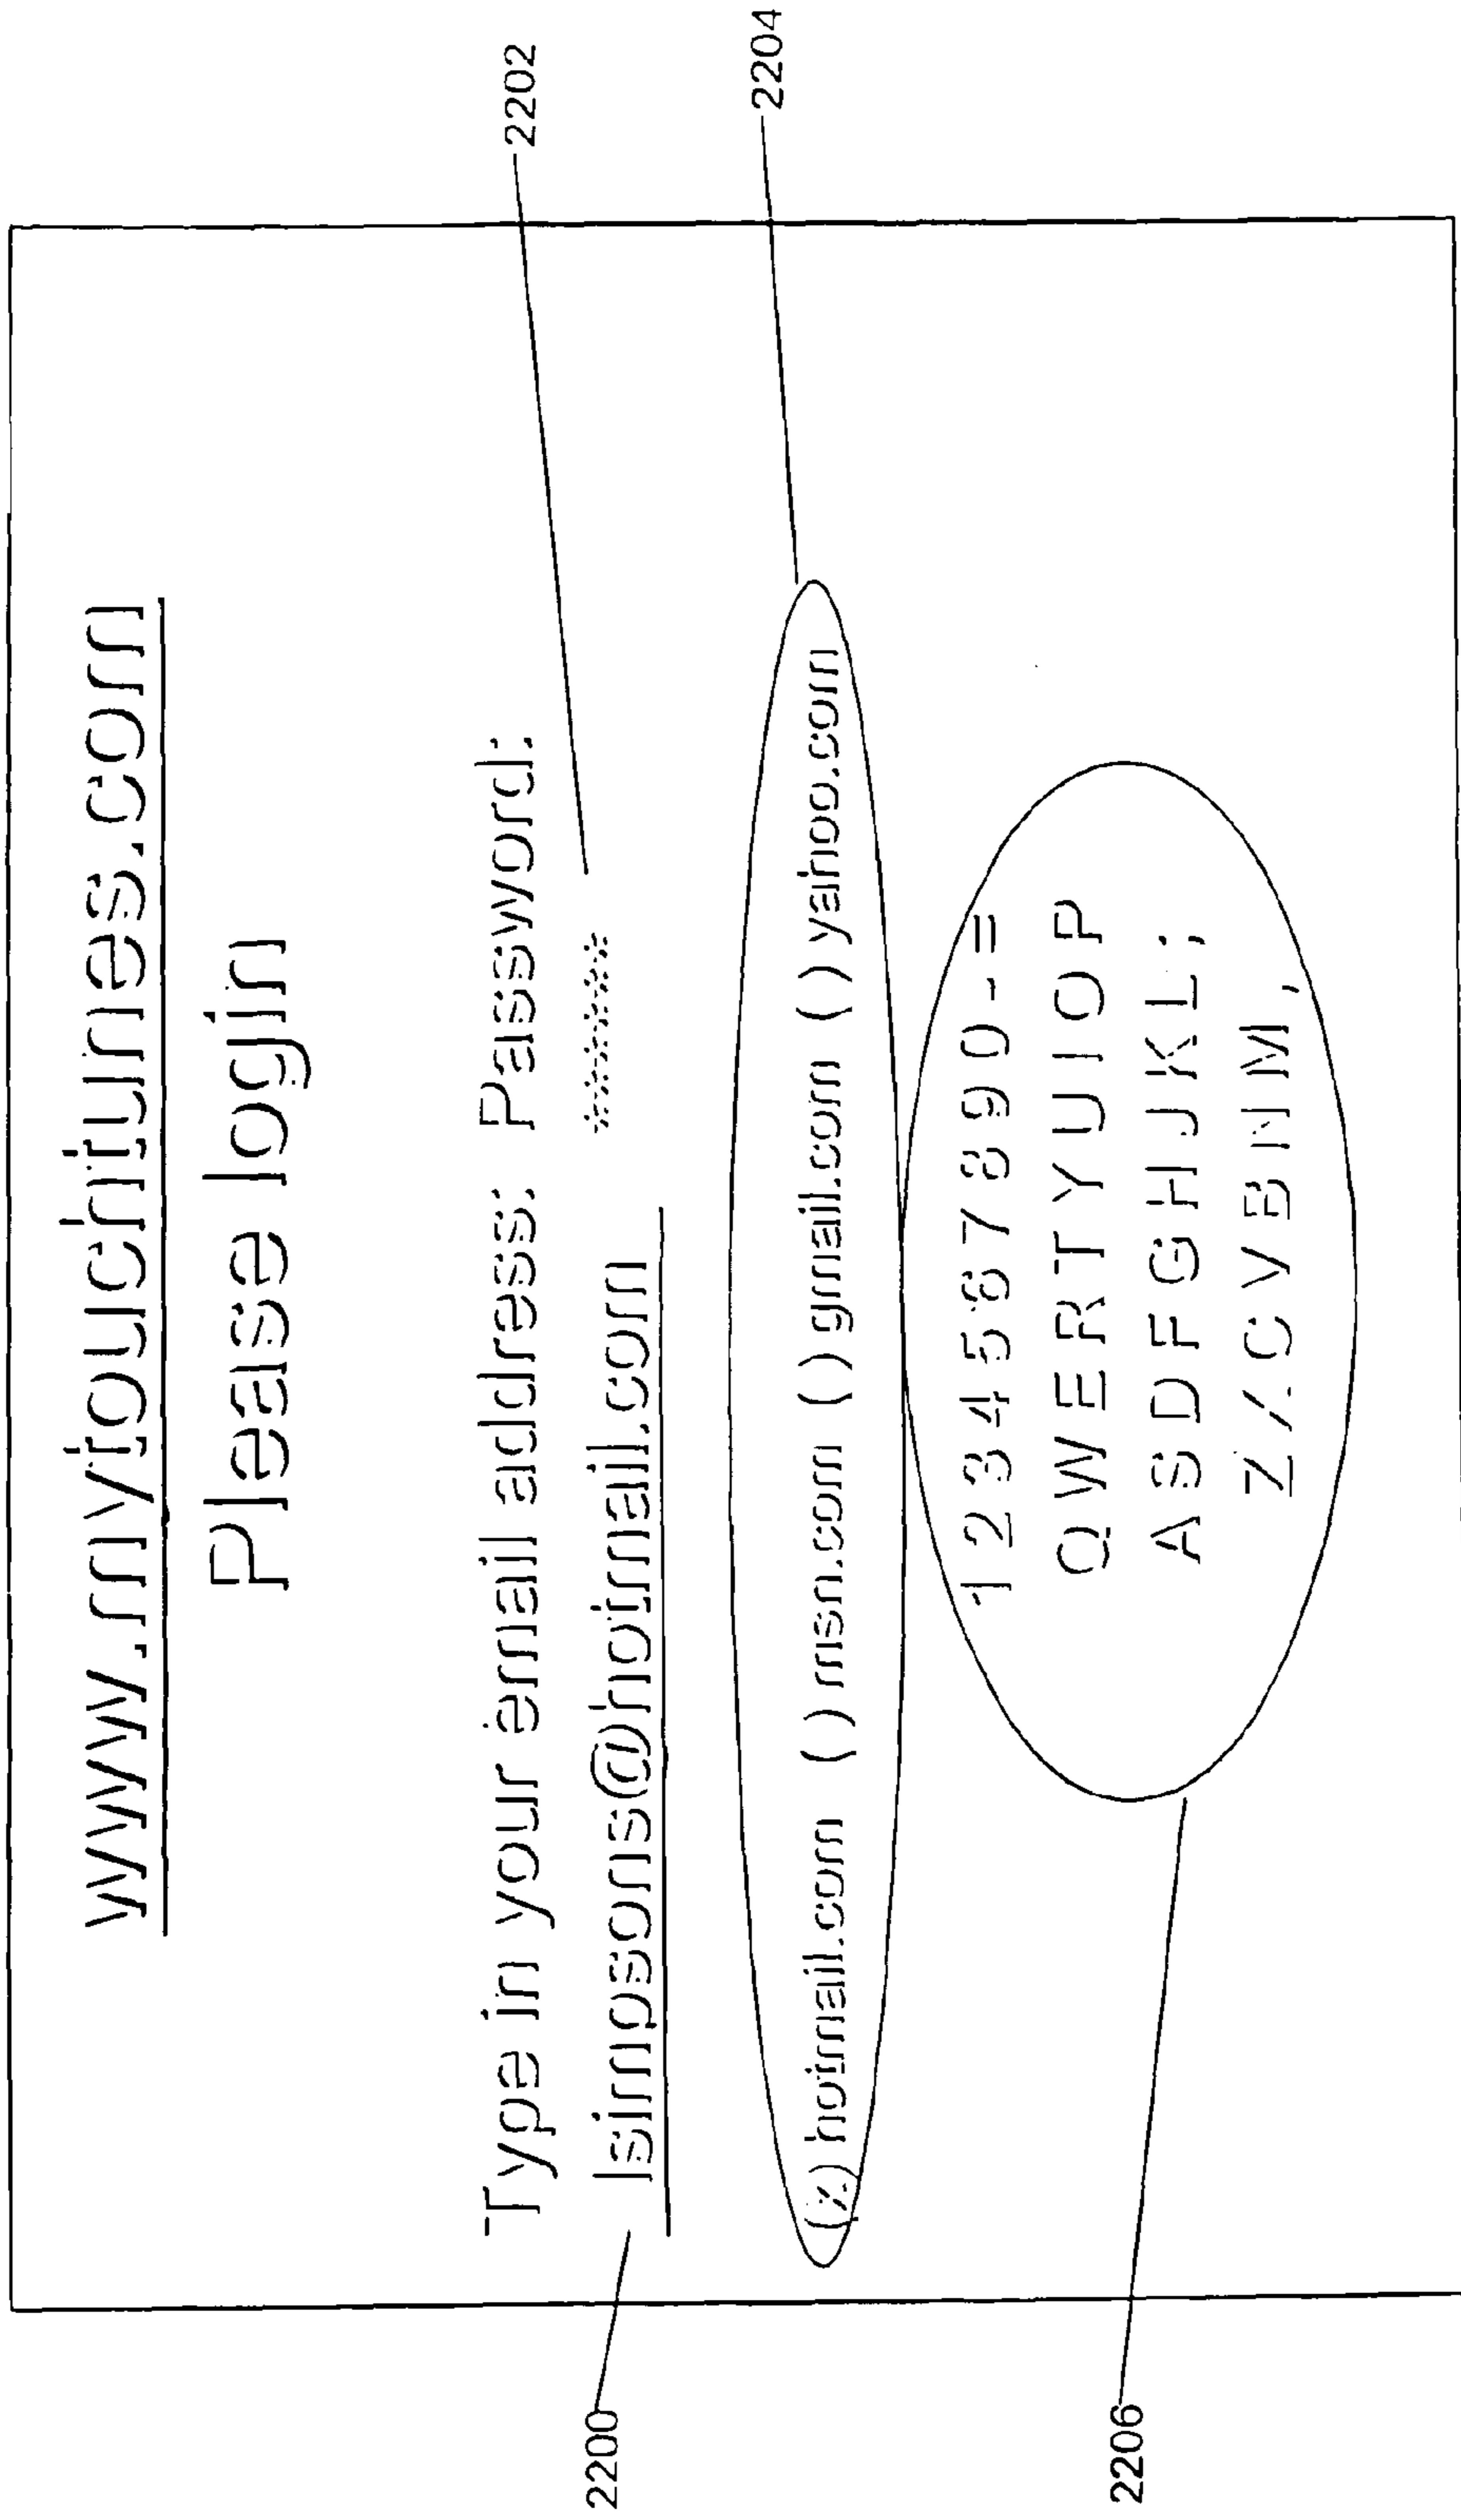 www.mytouchtunes.com
Please login
2202
Type in your email address: Password:
2200
lsimpsons@hotmail.com ********
2204
(x) hotmail.com () msn.com () gmail.com () yahoo.com
1 2 3 4 5 6 7 8 9 0 - =
Q W E R T Y U I O P
A S D F G H J K L ;
Z X C V B N M ,
2206